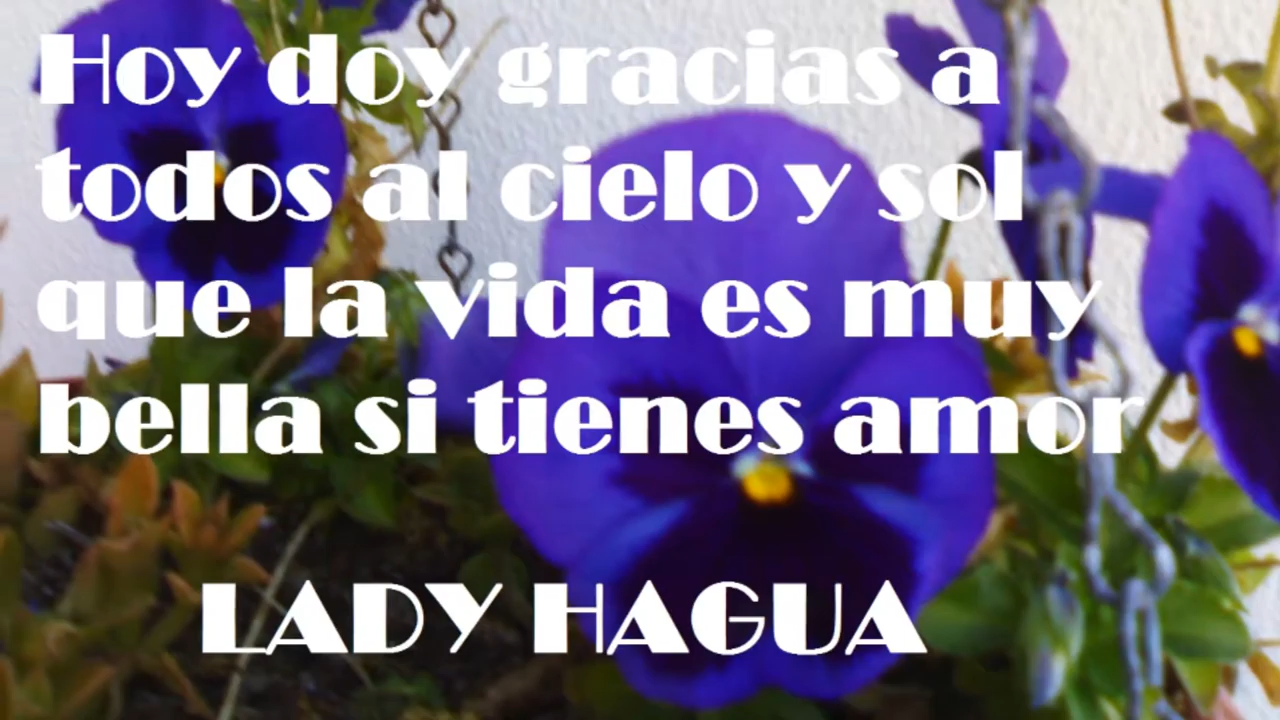 Hoy doy gracias a
todos al cielo y sol
que la vida es muy
bella si tienes amor
LADY HAGUA